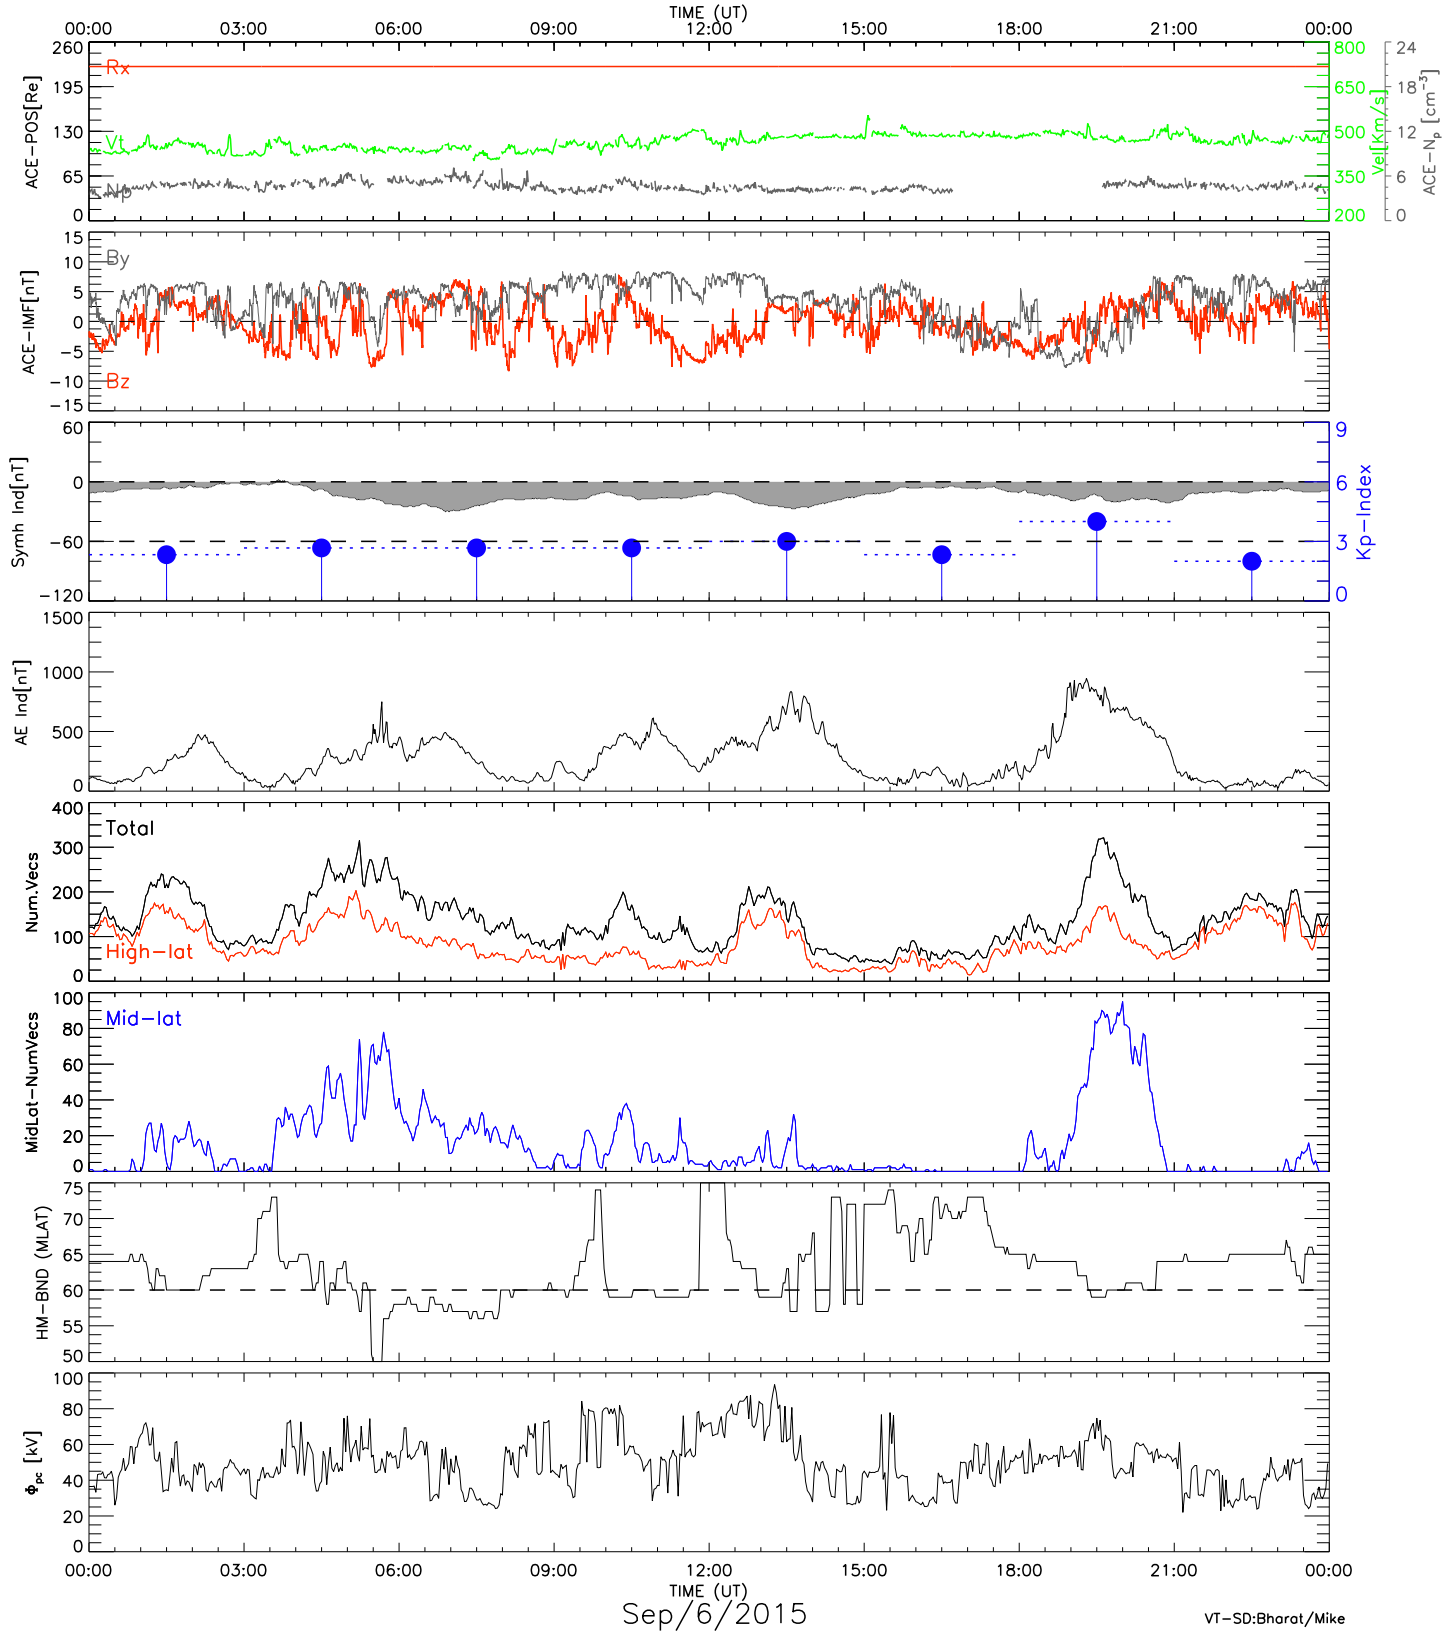 TIME (UT)
00:00 03:00 06:00 09:00 12:00 15:00 18:00 21:00 00:00
260 195 130 65 0
ACE-POS[Re]
Rx
Vt
Np
800 650 500 350 200
Vel[Km/s]
24 18 12 6 0
ACE-Np [cm-3]
15 10 5 0 -5 -10 -15
ACE-IMF[nT]
By
Bz
60 0 -60 -120
Symh Ind[nT]
9 6 3 0
Kp-Index
1500 1000 500 0
AE Ind[nT]
400 300 200 100 0
Num.Vecs
Total
High-lat
100 80 60 40 20 0
MidLat-NumVecs
Mid-lat
75 70 65 60 55 50
HM-BND (MLAT)
100 80 60 40 20 0
Φpc [kV]
00:00 03:00 06:00 09:00 12:00 15:00 18:00 21:00 00:00
TIME (UT)
Sep/6/2015
VT-SD:Bharat/Mike